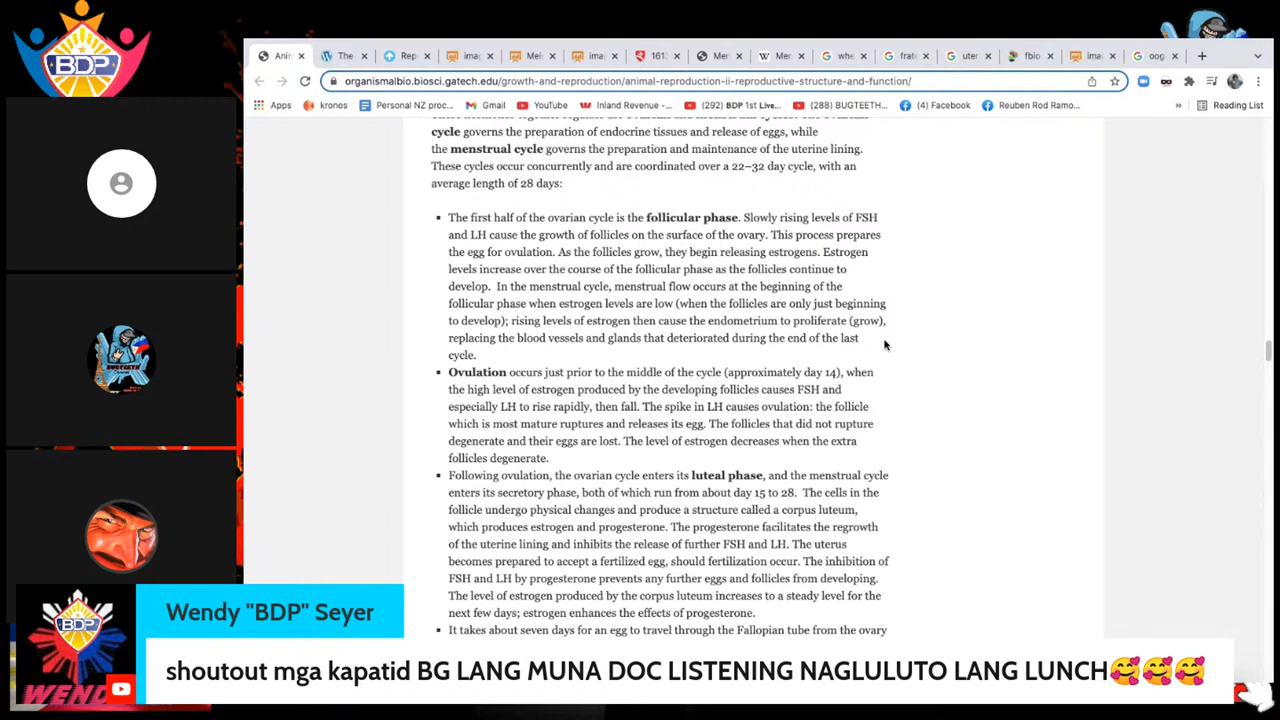 BDP
Anin
The
Rep
ima
Mei
ima
161:
Mer
Mer
whe
frate
uter
fbio
ima
oog
organismalbio.biosci.gatech.edu/growth-and-reproduction/animal-reproduction-ii-reproductive-structure-and-function/
Apps
kronos
Personal NZ proc...
Gmail
YouTube
Inland Revenue -...
(292) BDP 1st Live...
(288) BUGTEETH...
(4) Facebook
Reuben Rod Ramo...
»
Reading List
cycle governs the preparation of endocrine tissues and release of eggs, while
the menstrual cycle governs the preparation and maintenance of the uterine lining.
These cycles occur concurrently and are coordinated over a 22–32 day cycle, with an
average length of 28 days:
The first half of the ovarian cycle is the follicular phase. Slowly rising levels of FSH
and LH cause the growth of follicles on the surface of the ovary. This process prepares
the egg for ovulation. As the follicles grow, they begin releasing estrogens. Estrogen
levels increase over the course of the follicular phase as the follicles continue to
develop. In the menstrual cycle, menstrual flow occurs at the beginning of the
follicular phase when estrogen levels are low (when the follicles are only just beginning
to develop); rising levels of estrogen then cause the endometrium to proliferate (grow),
replacing the blood vessels and glands that deteriorated during the end of the last
cycle.
Ovulation occurs just prior to the middle of the cycle (approximately day 14), when
the high level of estrogen produced by the developing follicles causes FSH and
especially LH to rise rapidly, then fall. The spike in LH causes ovulation: the follicle
which is most mature ruptures and releases its egg. The follicles that did not rupture
degenerate and their eggs are lost. The level of estrogen decreases when the extra
follicles degenerate.
Following ovulation, the ovarian cycle enters its luteal phase, and the menstrual cycle
enters its secretory phase, both of which run from about day 15 to 28. The cells in the
follicle undergo physical changes and produce a structure called a corpus luteum,
which produces estrogen and progesterone. The progesterone facilitates the regrowth
of the uterine lining and inhibits the release of further FSH and LH. The uterus
becomes prepared to accept a fertilized egg, should fertilization occur. The inhibition of
FSH and LH by progesterone prevents any further eggs and follicles from developing.
The level of estrogen produced by the corpus luteum increases to a steady level for the
next few days; estrogen enhances the effects of progesterone.
It takes about seven days for an egg to travel through the Fallopian tube from the ovary
BDP
WEND
Wendy "BDP" Seyer
shoutout mga kapatid BG LANG MUNA DOC LISTENING NAGLULUTO LANG LUNCH🥰🥰🥰